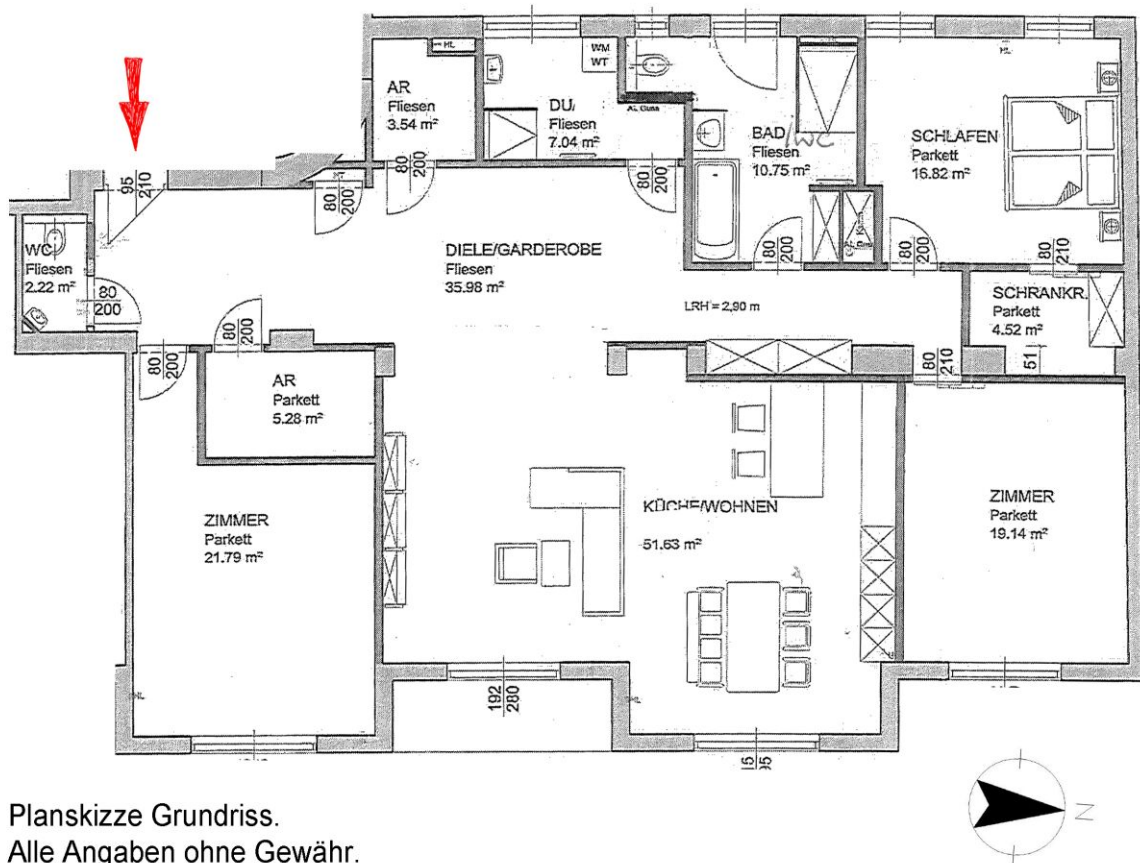 HL
AR
Fliesen
3.54 m²
WM
WT
DU/
Fliesen
7.04 m²
BAD/WC
Fliesen
10.75 m²
HL
SCHLAFEN
Parkett
16.82 m²
95
210
80
200
80
200
80
200
WC
Fliesen
2.22 m²
80
200
DIELE/GARDEROBE
Fliesen
35.98 m²
80
200
80
200
80
210
LRH = 2,90 m
SCHRANKR.
Parkett
4.52 m²
51
80
200
80
200
80
210
AR
Parkett
5.28 m²
ZIMMER
Parkett
21.79 m²
KÜCHE/WOHNEN
51.63 m²
ZIMMER
Parkett
19.14 m²
HL
192
280
N
Planskizze Grundriss.
Alle Angaben ohne Gewähr.